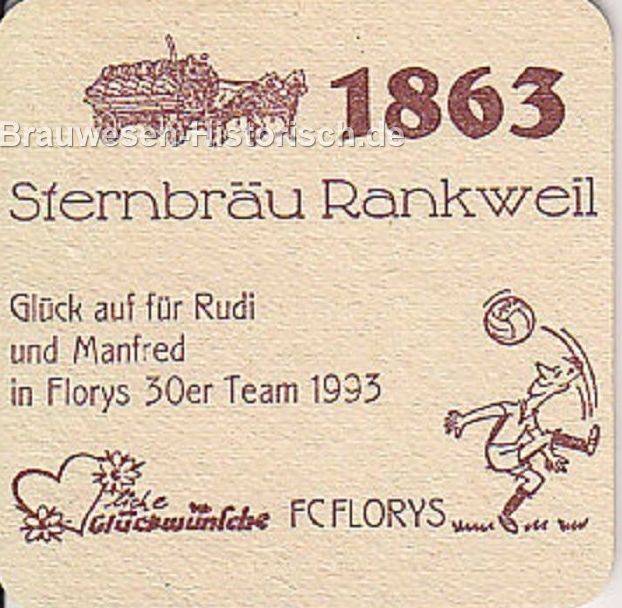 1863
Brauwesen-Historisch.de
Sternbräu Rankweil
Glück auf für Rudi
und Manfred
in Florys 30er Team 1993
liche
Glückwünsche
FC FLORYS